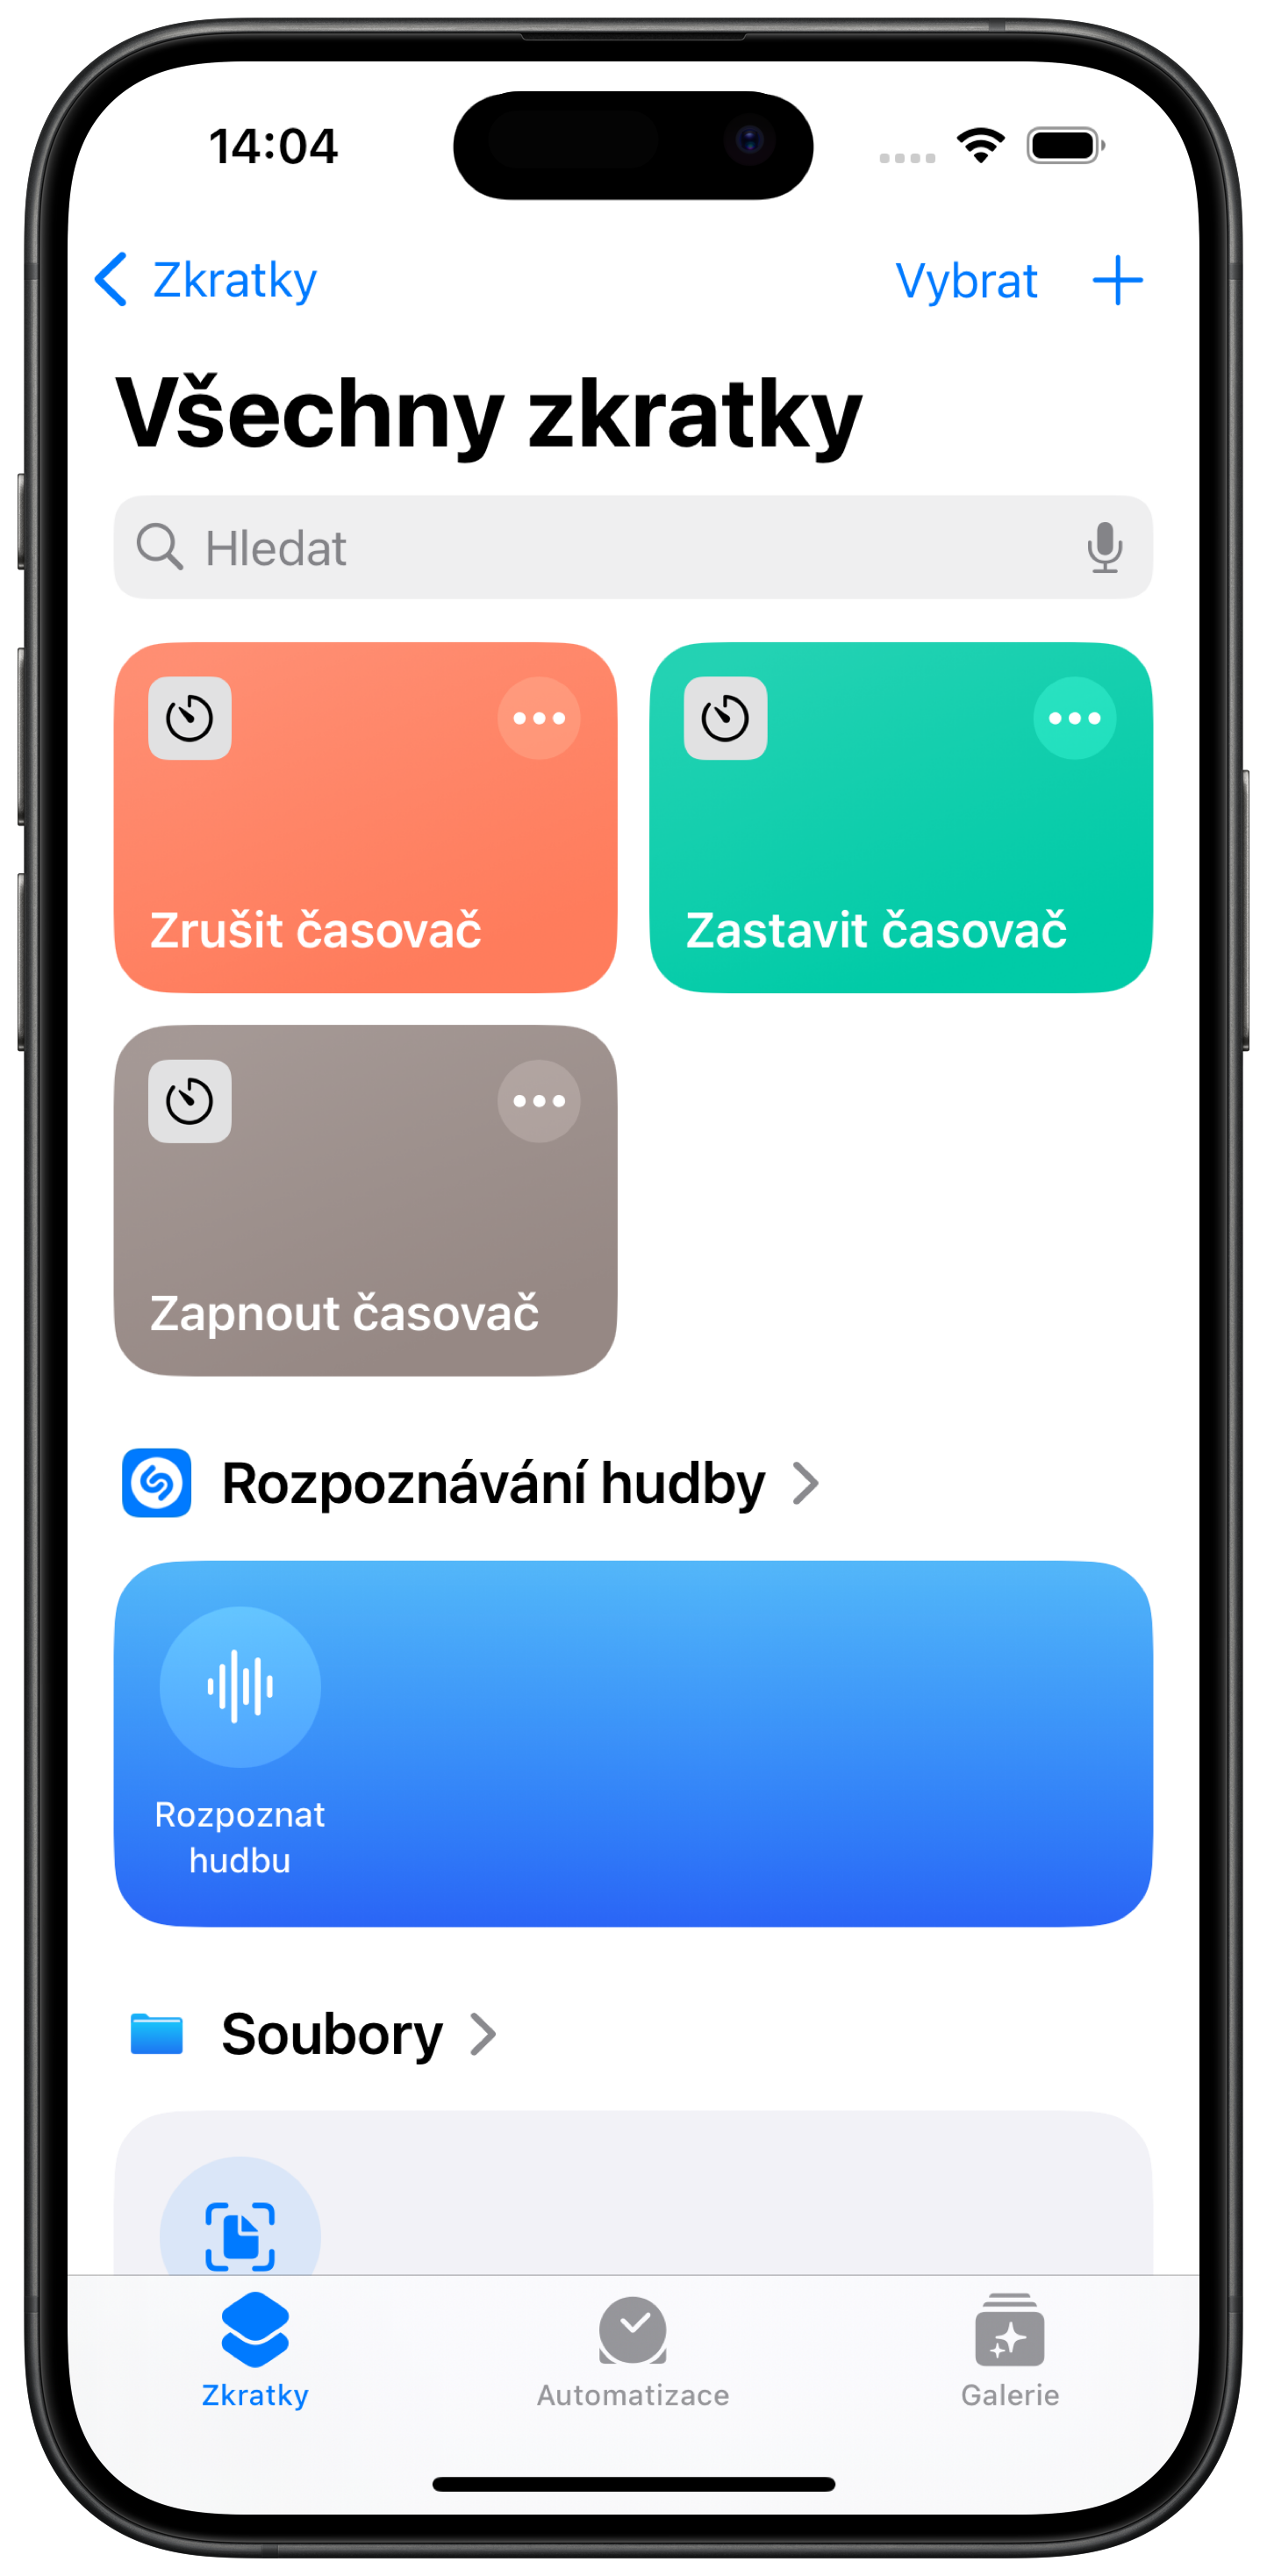 14:04
Zkratky
Vybrat
Všechny zkratky
Hledat
Zrušit časovač
Zastavit časovač
Zapnout časovač
Rozpoznávání hudby
Rozpoznat
hudbu
Soubory
Zkratky
Automatizace
Galerie